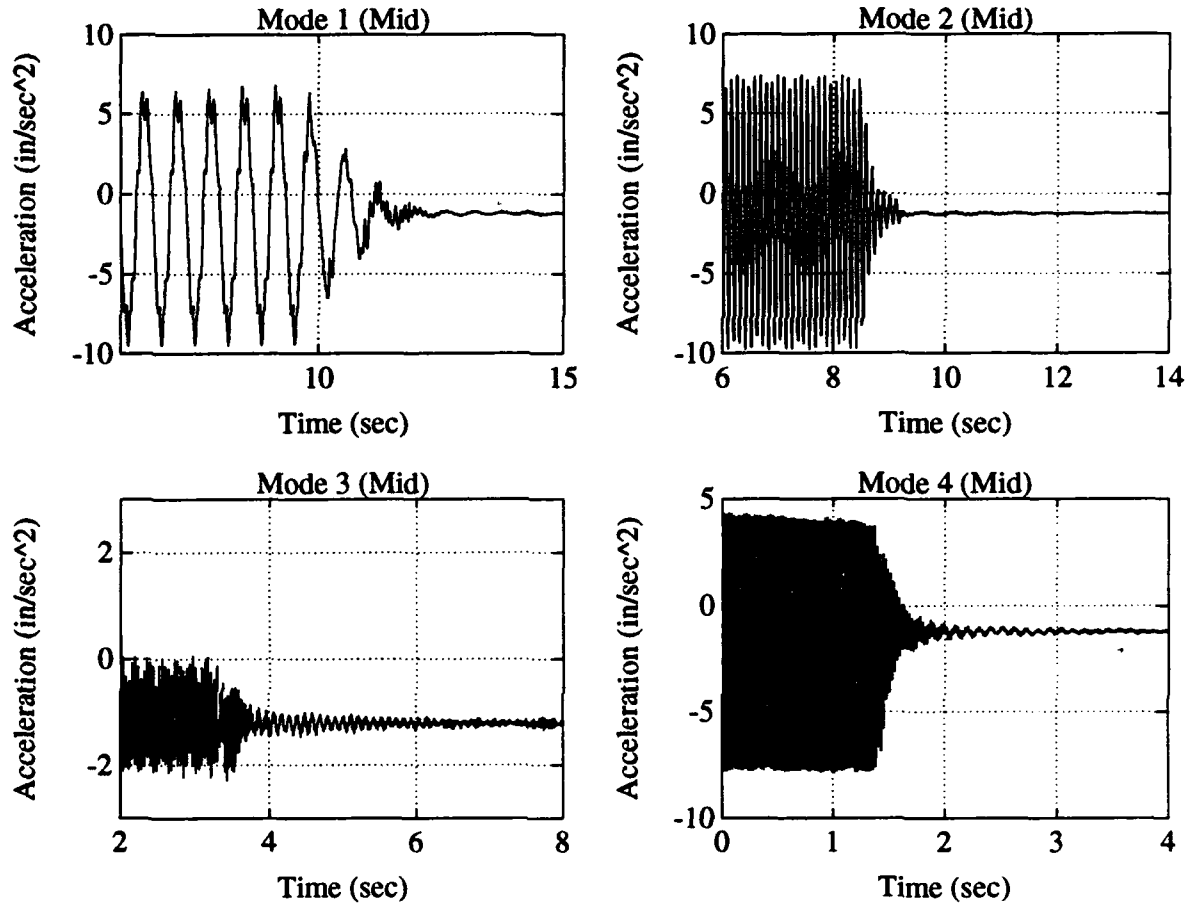 Mode 1 (Mid)
Acceleration (in/sec^2)
10
5
0
-5
-10
10
15
Time (sec)
Mode 2 (Mid)
Acceleration (in/sec^2)
10
5
0
-5
-10
6
8
10
12
14
Time (sec)
Mode 3 (Mid)
Acceleration (in/sec^2)
2
0
-2
2
4
6
8
Time (sec)
Mode 4 (Mid)
Acceleration (in/sec^2)
5
0
-5
-10
0
1
2
3
4
Time (sec)